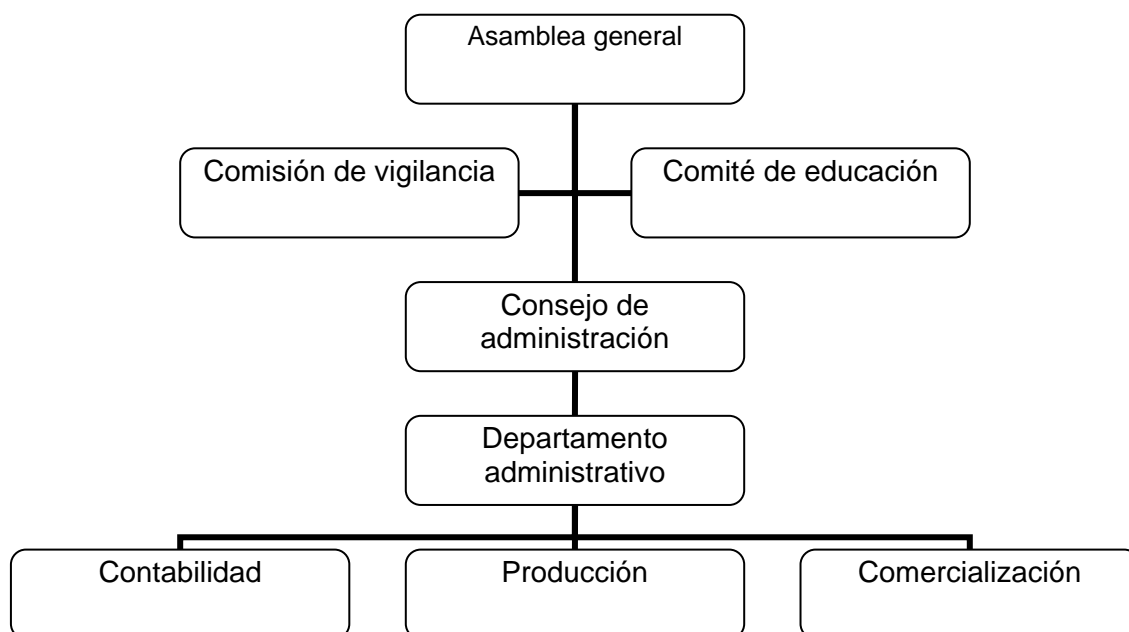 Asamblea general
Comisión de vigilancia
Comité de educación
Consejo de
administración
Departamento
administrativo
Contabilidad
Producción
Comercialización